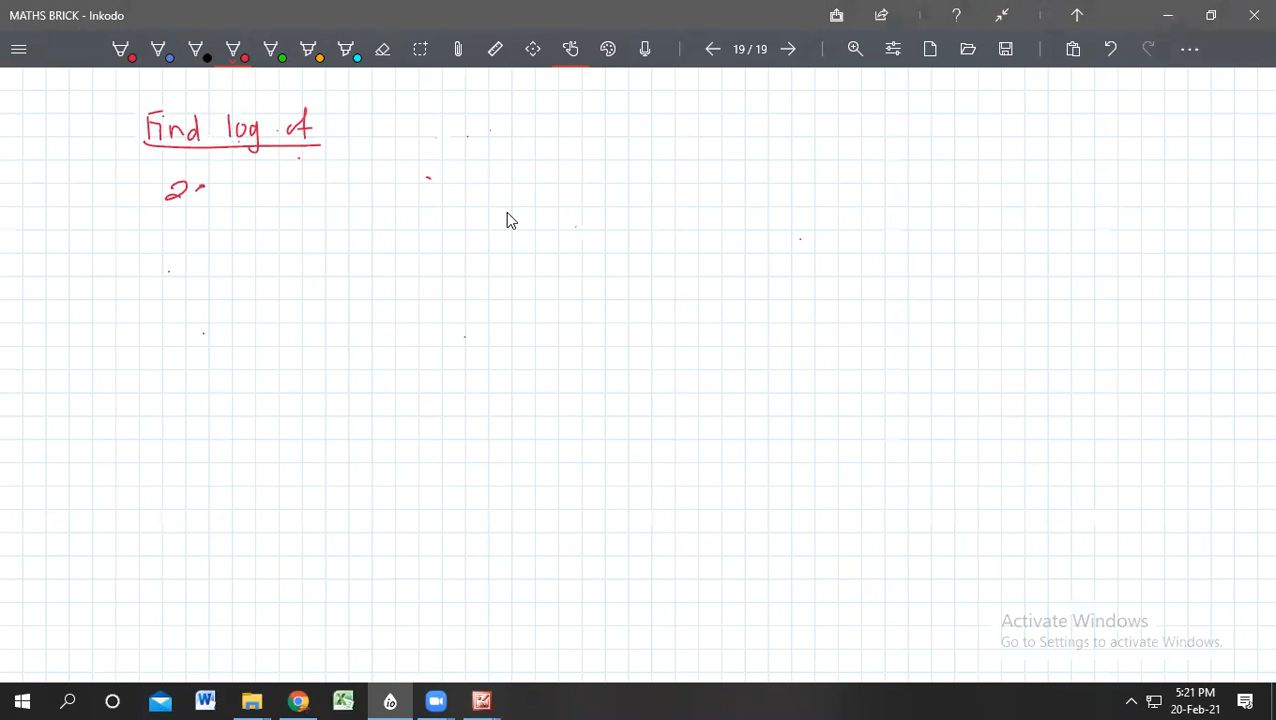 MATHS BRICK - Inkodo
19 / 19
Find log of
2.
Activate Windows
Go to Settings to activate Windows.
5:21 PM
20-Feb-21